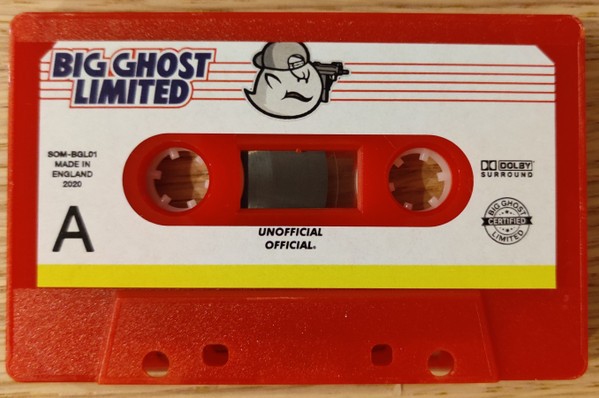 BIG GHOST
LIMITED
SOM-BGL01
MADE IN
ENGLAND
2020
A
DOLBY
SURROUND
BIG GHOST
CERTIFIED
LIMITED
UNOFFICIAL
OFFICIAL.